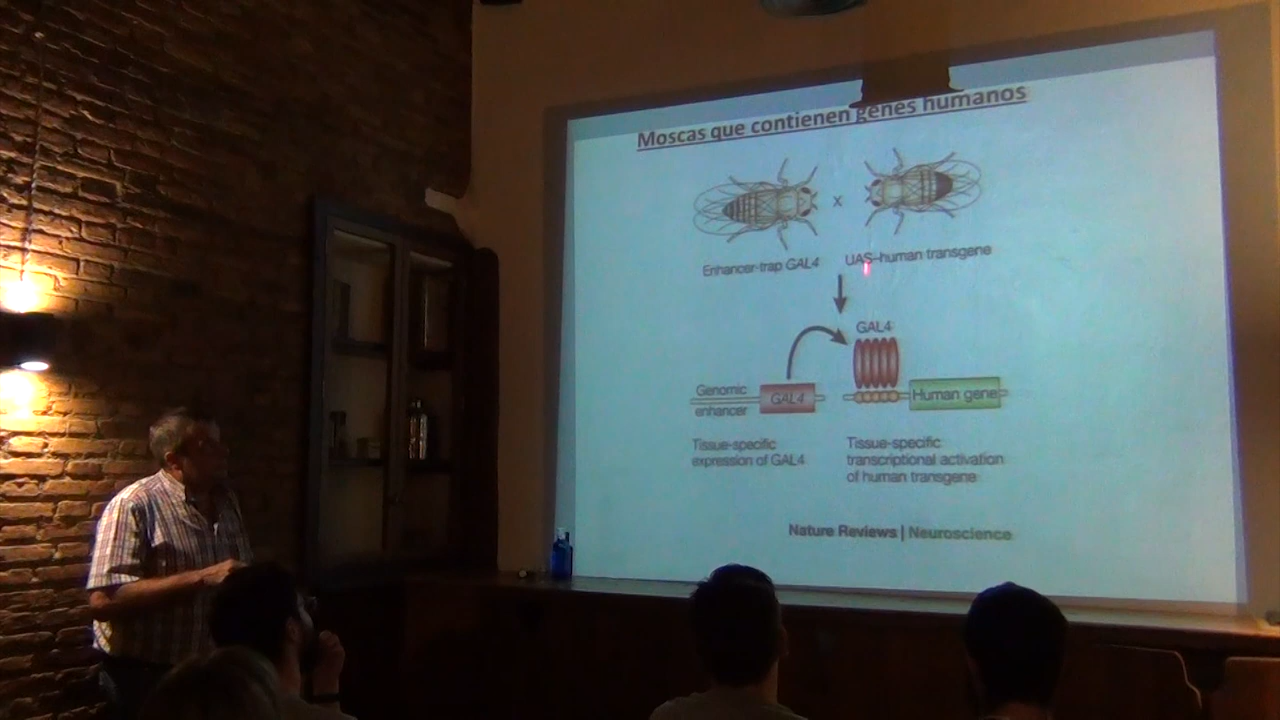 Moscas que contienen genes humanos
x
Enhancer-trap GAL4
UAS–human transgene
GAL4
Genomic
enhancer
GAL4
Human gene
Tissue-specific
expression of GAL4
Tissue-specific
transcriptional activation
of human transgene
Nature Reviews | Neuroscience